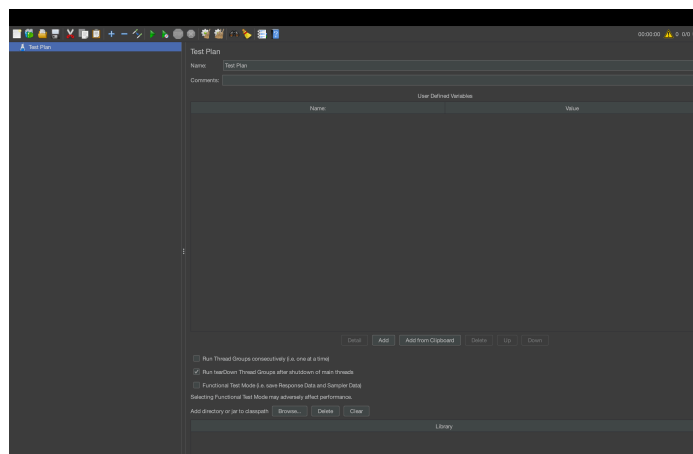 00:00:00 0 0/0
Test Plan
Test Plan
Name: Test Plan
Comments:
User Defined Variables
Name: Value
Detail Add Add from Clipboard Delete Up Down
Run Thread Groups consecutively (i.e. one at a time)
Run tearDown Thread Groups after shutdown of main threads
Functional Test Mode (i.e. save Response Data and Sampler Data)
Selecting Functional Test Mode may adversely affect performance.
Add directory or jar to classpath Browse... Delete Clear
Library